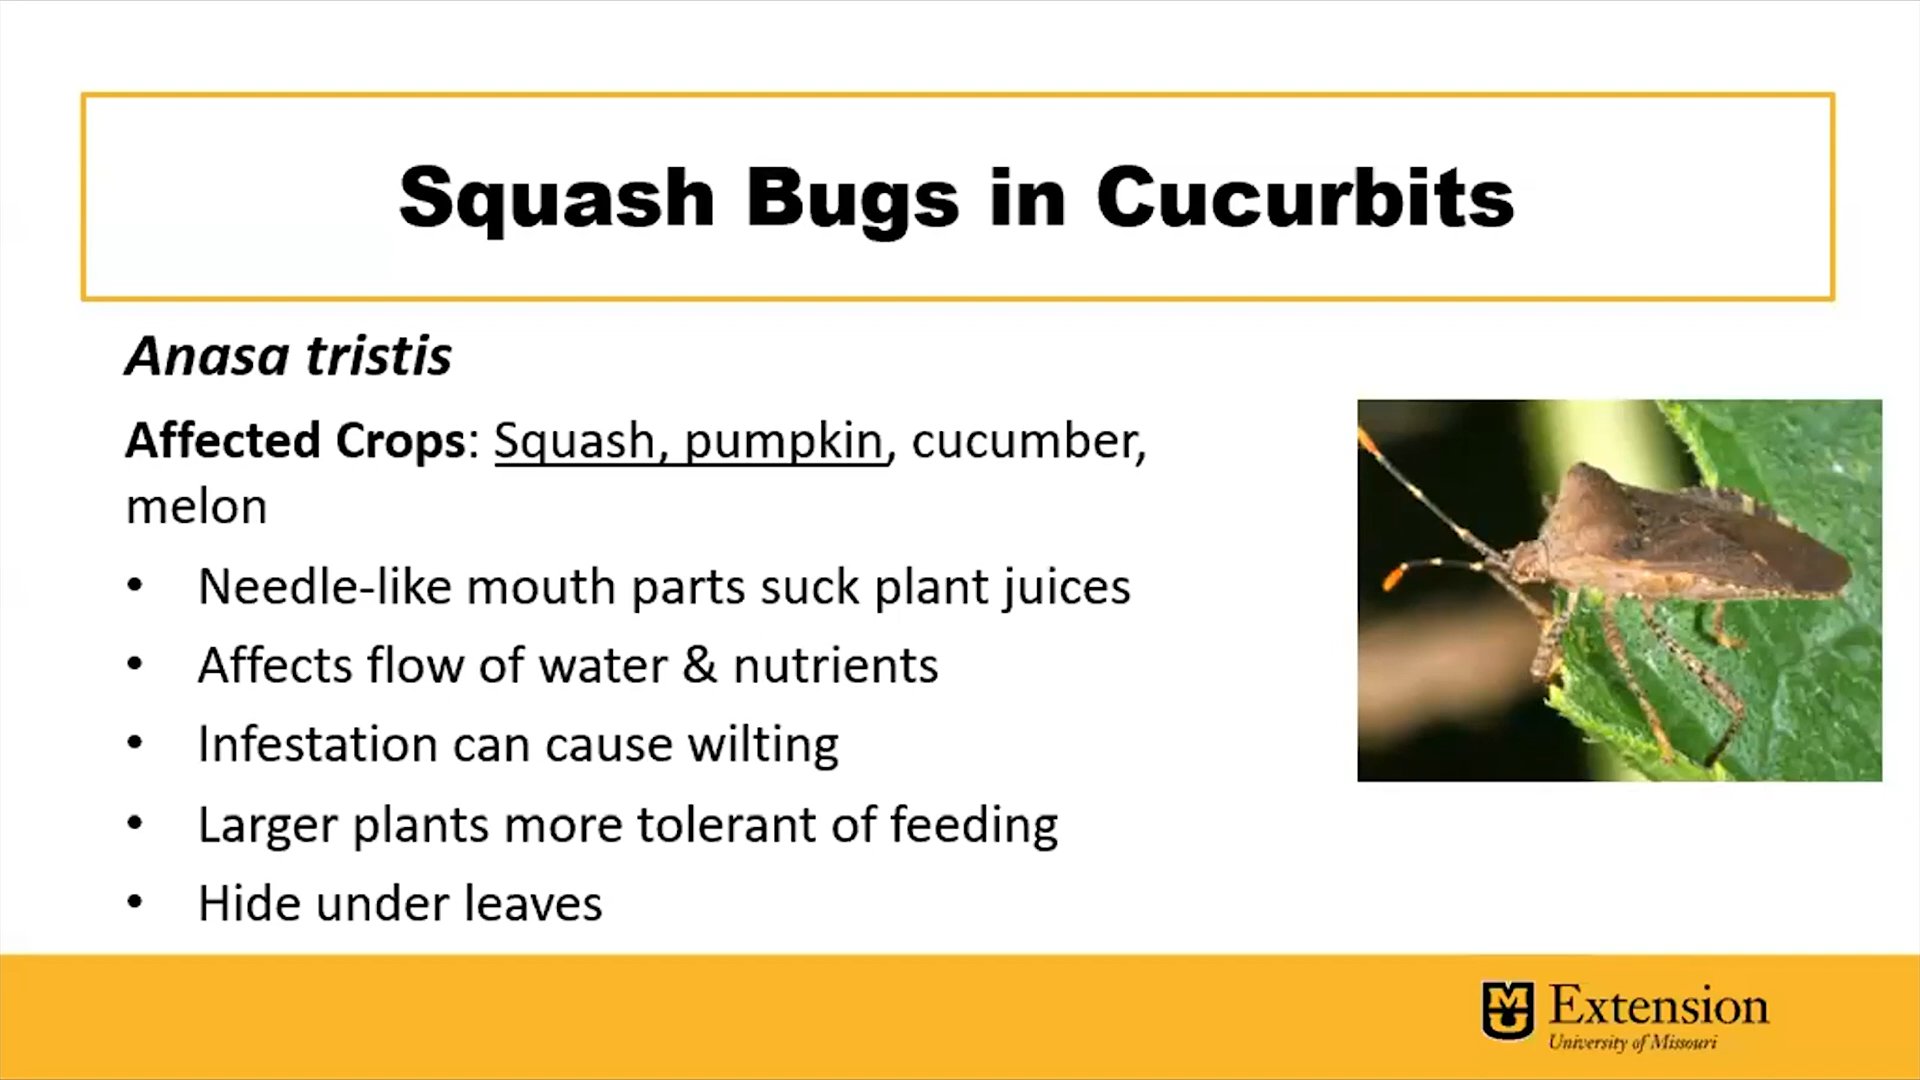 Squash Bugs in Cucurbits
Anasa tristis
Affected Crops: Squash, pumpkin, cucumber,
melon
• Needle-like mouth parts suck plant juices
• Affects flow of water & nutrients
• Infestation can cause wilting
• Larger plants more tolerant of feeding
• Hide under leaves
MU Extension
University of Missouri